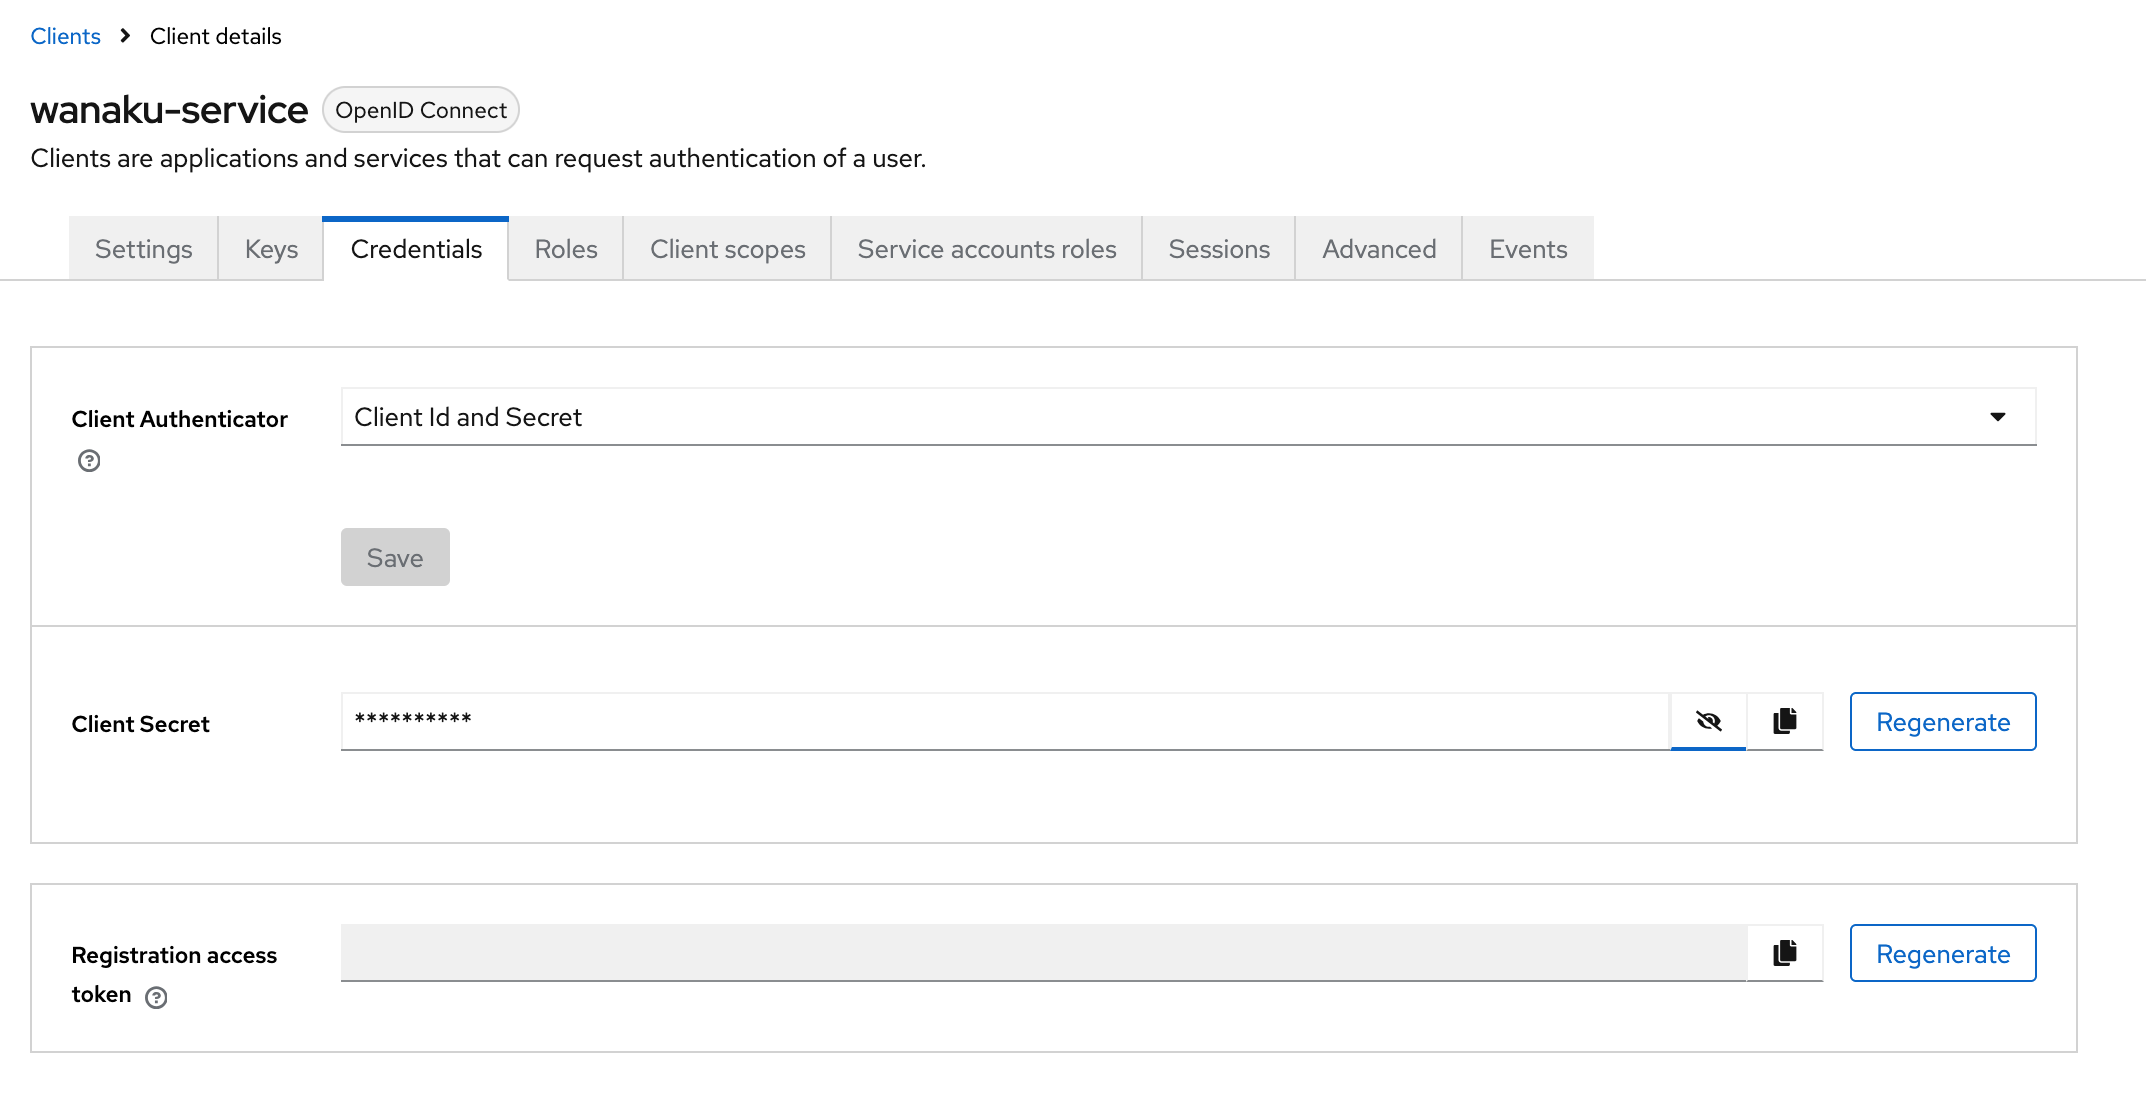 Clients > Client details
wanaku-service OpenID Connect
Clients are applications and services that can request authentication of a user.
Settings Keys Credentials Roles Client scopes Service accounts roles Sessions Advanced Events
Client Authenticator Client Id and Secret
Save
Client Secret ********** Regenerate
Registration access Regenerate
token